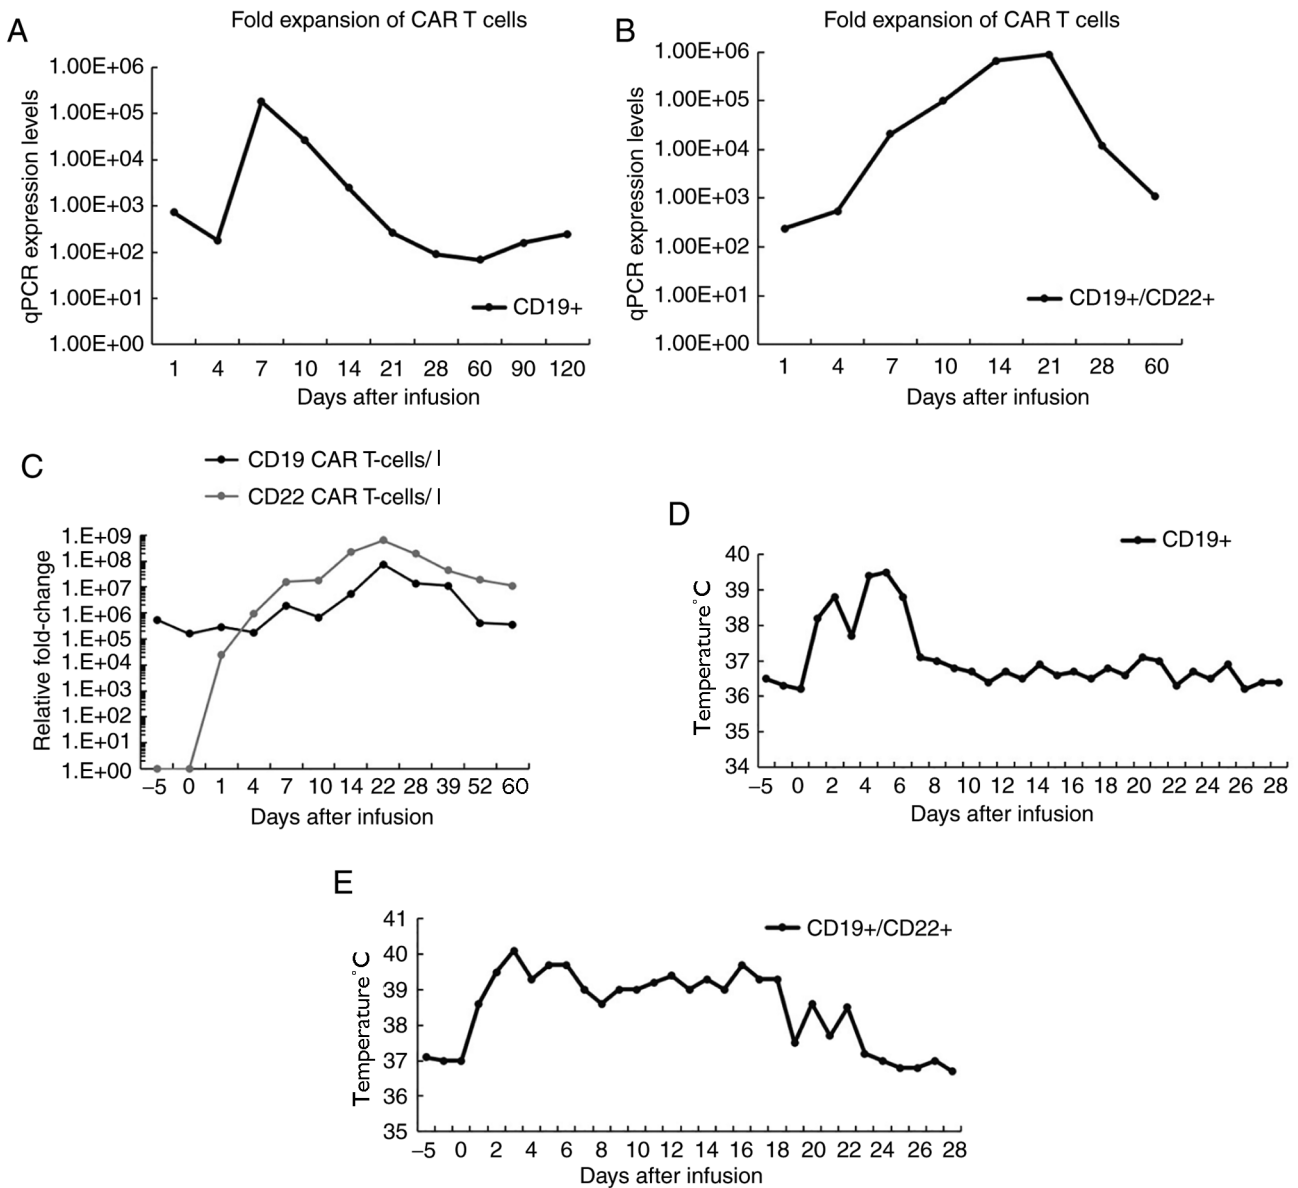 A
Fold expansion of CAR T cells
qPCR expression levels
1.00E+06
1.00E+05
1.00E+04
1.00E+03
1.00E+02
1.00E+01
1.00E+00
CD19+
1 4 7 10 14 21 28 60 90 120
Days after infusion
B
Fold expansion of CAR T cells
qPCR expression levels
1.00E+06
1.00E+05
1.00E+04
1.00E+03
1.00E+02
1.00E+01
1.00E+00
CD19+/CD22+
1 4 7 10 14 21 28 60
Days after infusion
C
CD19 CAR T-cells/ l
CD22 CAR T-cells/ l
Relative fold-change
1.E+09
1.E+08
1.E+07
1.E+06
1.E+05
1.E+04
1.E+03
1.E+02
1.E+01
1.E+00
–5 0 1 4 7 10 14 22 28 39 52 60
Days after infusion
D
CD19+
Temperature°C
40
39
38
37
36
35
34
–5 0 2 4 6 8 10 12 14 16 18 20 22 24 26 28
Days after infusion
E
CD19+/CD22+
Temperature°C
41
40
39
38
37
36
35
–5 0 2 4 6 8 10 12 14 16 18 20 22 24 26 28
Days after infusion